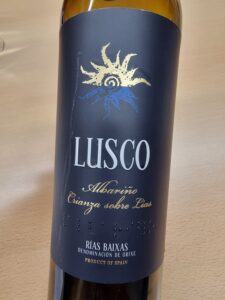 LUSCO
Albariño
Crianza sobre Lías
RÍAS BAIXAS
DENOMINACIÓN DE ORIXE
PRODUCT OF SPAIN